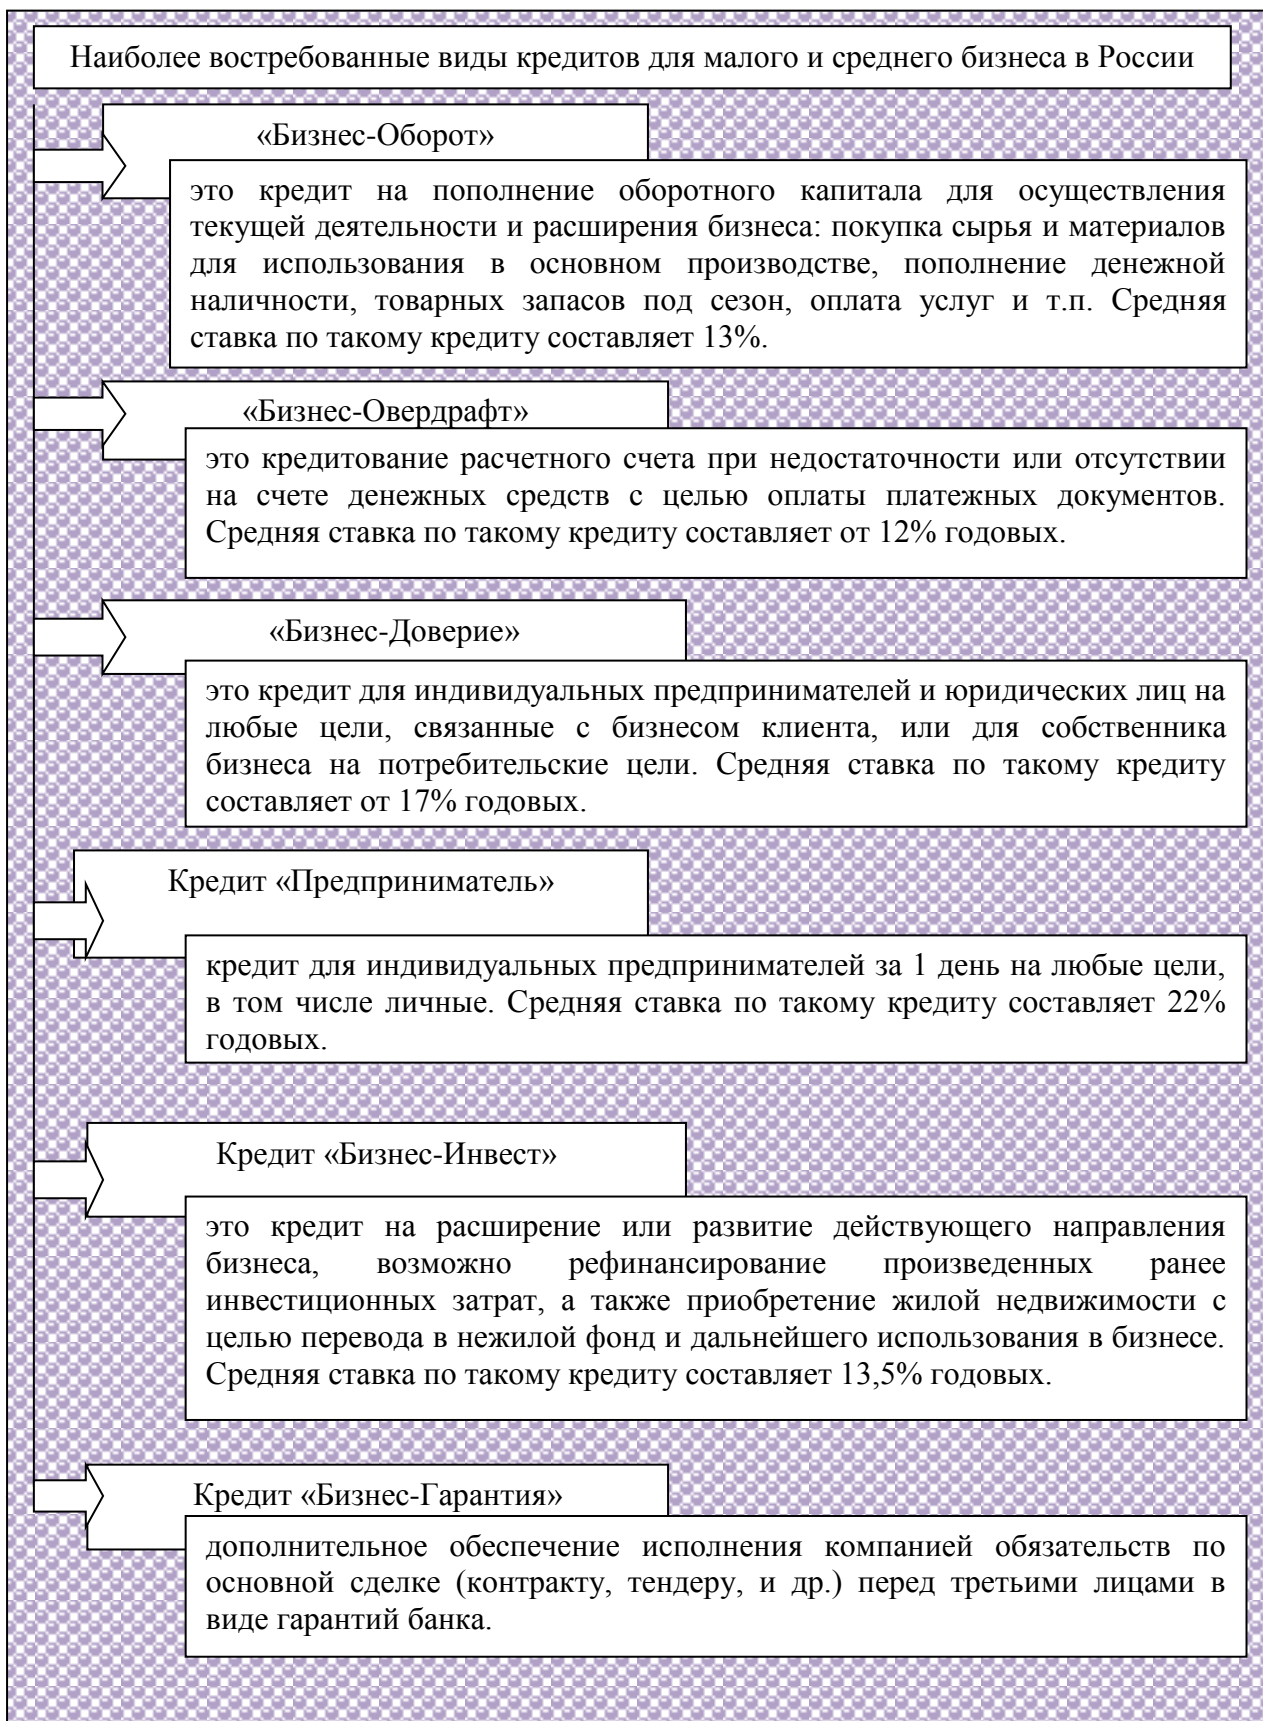 Наиболее востребованные виды кредитов для малого и среднего бизнеса в России
«Бизнес-Оборот»
это кредит на пополнение оборотного капитала для осуществления
текущей деятельности и расширения бизнеса: покупка сырья и материалов
для использования в основном производстве, пополнение денежной
наличности, товарных запасов под сезон, оплата услуг и т.п. Средняя
ставка по такому кредиту составляет 13%.
«Бизнес-Овердрафт»
это кредитование расчетного счета при недостаточности или отсутствии
на счете денежных средств с целью оплаты платежных документов.
Средняя ставка по такому кредиту составляет от 12% годовых.
«Бизнес-Доверие»
это кредит для индивидуальных предпринимателей и юридических лиц на
любые цели, связанные с бизнесом клиента, или для собственника
бизнеса на потребительские цели. Средняя ставка по такому кредиту
составляет от 17% годовых.
Кредит «Предприниматель»
кредит для индивидуальных предпринимателей за 1 день на любые цели,
в том числе личные. Средняя ставка по такому кредиту составляет 22%
годовых.
Кредит «Бизнес-Инвест»
это кредит на расширение или развитие действующего направления
бизнеса, возможно рефинансирование произведенных ранее
инвестиционных затрат, а также приобретение жилой недвижимости с
целью перевода в нежилой фонд и дальнейшего использования в бизнесе.
Средняя ставка по такому кредиту составляет 13,5% годовых.
Кредит «Бизнес-Гарантия»
дополнительное обеспечение исполнения компанией обязательств по
основной сделке (контракту, тендеру, и др.) перед третьими лицами в
виде гарантий банка.